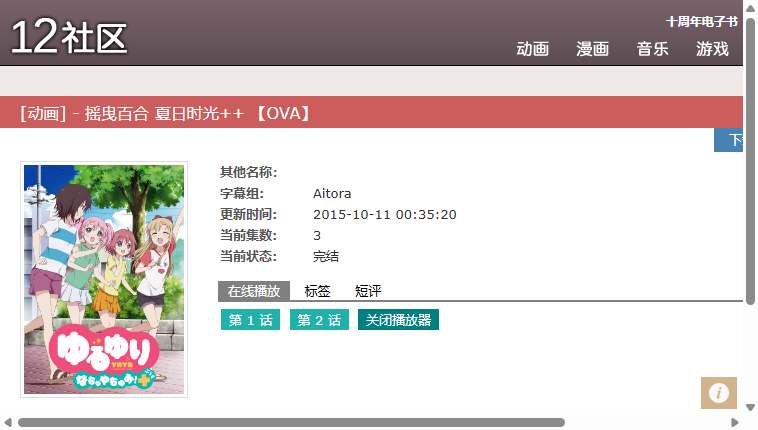 12社区
十周年电子书
动画 漫画 音乐 游戏
[动画] - 摇曳百合 夏日时光++ 【OVA】
其他名称:
字幕组: Aitora
更新时间: 2015-10-11 00:35:20
当前集数: 3
当前状态: 完结
在线播放 标签 短评
第 1 话 第 2 话 关闭播放器
ゆるゆり
なちゅやちゅみ!+